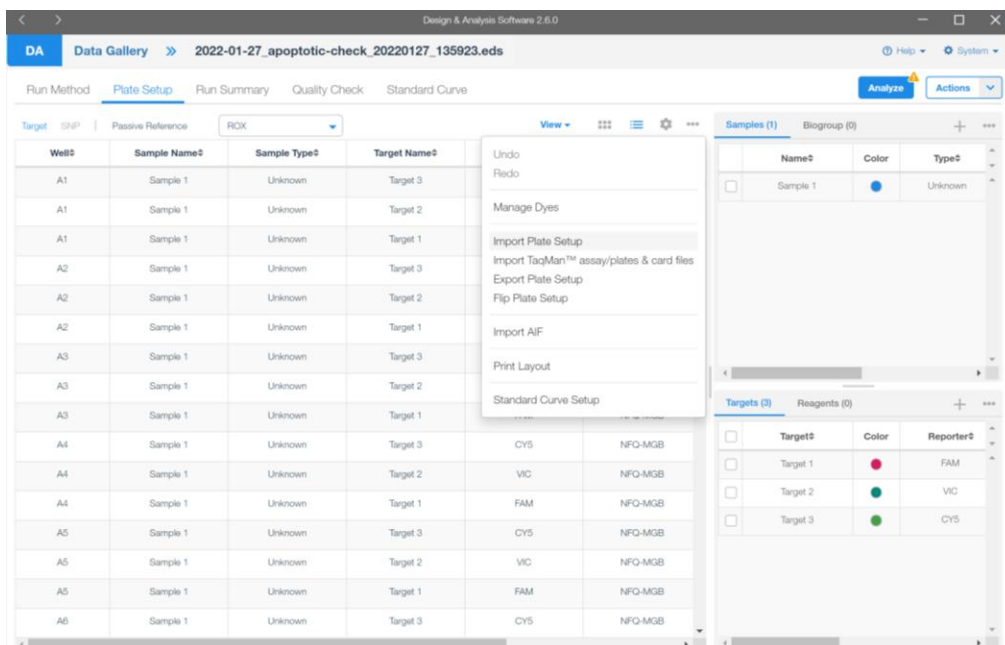 Design & Analysis Software 2.6.0
DA Data Gallery » 2022-01-27_apoptotic-check_20220127_135923.eds Help System
Run Method Plate Setup Run Summary Quality Check Standard Curve Analyze Actions
Target SNP | Passive Reference ROX View
Well Sample Name Sample Type Target Name
A1 Sample 1 Unknown Target 3
A1 Sample 1 Unknown Target 2
A1 Sample 1 Unknown Target 1
A2 Sample 1 Unknown Target 3
A2 Sample 1 Unknown Target 2
A2 Sample 1 Unknown Target 1
A3 Sample 1 Unknown Target 3
A3 Sample 1 Unknown Target 2
A3 Sample 1 Unknown Target 1
A4 Sample 1 Unknown Target 3 CY5 NFQ-MGB
A4 Sample 1 Unknown Target 2 VIC NFQ-MGB
A4 Sample 1 Unknown Target 1 FAM NFQ-MGB
A5 Sample 1 Unknown Target 3 CY5 NFQ-MGB
A5 Sample 1 Unknown Target 2 VIC NFQ-MGB
A5 Sample 1 Unknown Target 1 FAM NFQ-MGB
A6 Sample 1 Unknown Target 3 CY5 NFQ-MGB
Undo
Redo
Manage Dyes
Import Plate Setup
Import TaqMan™ assay/plates & card files
Export Plate Setup
Flip Plate Setup
Import AIF
Print Layout
Standard Curve Setup
Samples (1) Biogroup (0)
Name Color Type
Sample 1 Unknown
Targets (3) Reagents (0)
Target Color Reporter
Target 1 FAM
Target 2 VIC
Target 3 CY5